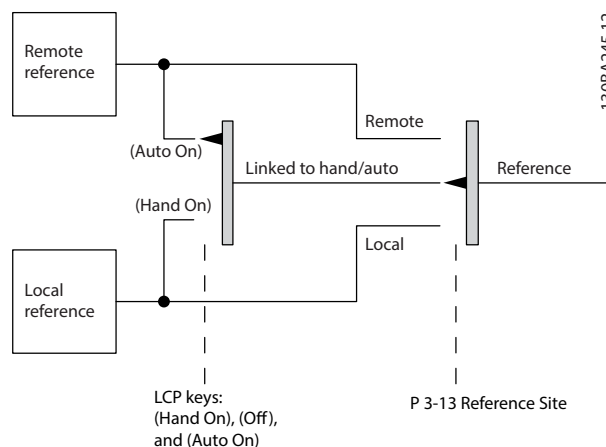 Remote
reference
(Auto On)
(Hand On)
Linked to hand/auto
Remote
Local
Reference
Local
reference
LCP keys:
(Hand On), (Off),
and (Auto On)
P 3-13 Reference Site